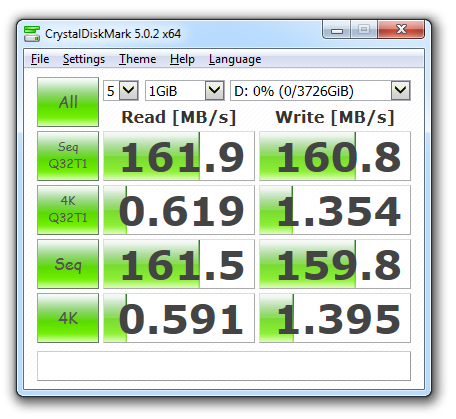 CrystalDiskMark 5.0.2 x64
File Settings Theme Help Language
All 5 1GiB D: 0% (0/3726GiB)
Read [MB/s] Write [MB/s]
Seq
Q32T1 161.9 160.8
4K
Q32T1 0.619 1.354
Seq 161.5 159.8
4K 0.591 1.395